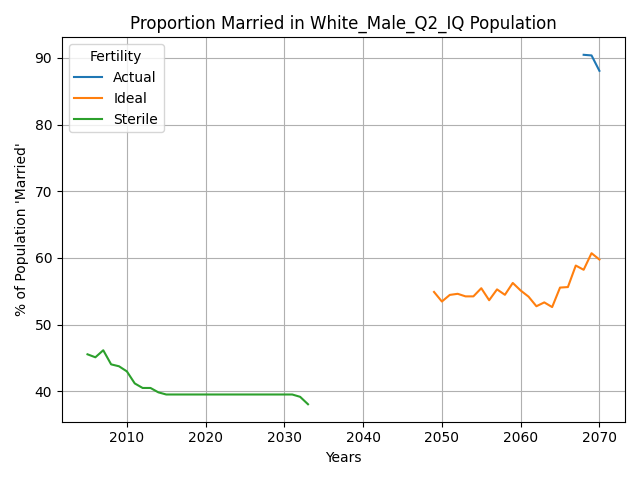 Proportion Married in White_Male_Q2_IQ Population
% of Population 'Married'
90
80
70
60
50
40
Fertility
Actual
Ideal
Sterile
2010 2020 2030 2040 2050 2060 2070
Years